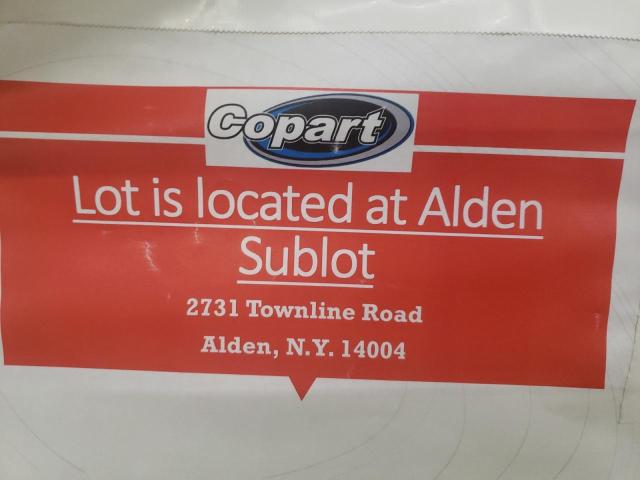 Copart
Lot is located at Alden
Sublot
2731 Townline Road
Alden, N.Y. 14004